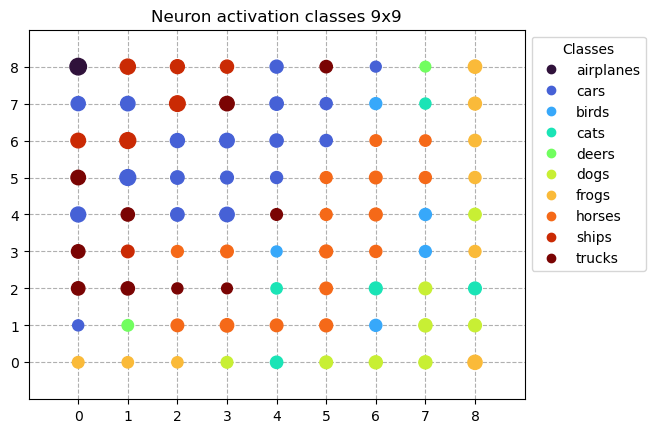 Neuron activation classes 9x9
8
7
6
5
4
3
2
1
0
0 1 2 3 4 5 6 7 8
Classes
airplanes
cars
birds
cats
deers
dogs
frogs
horses
ships
trucks